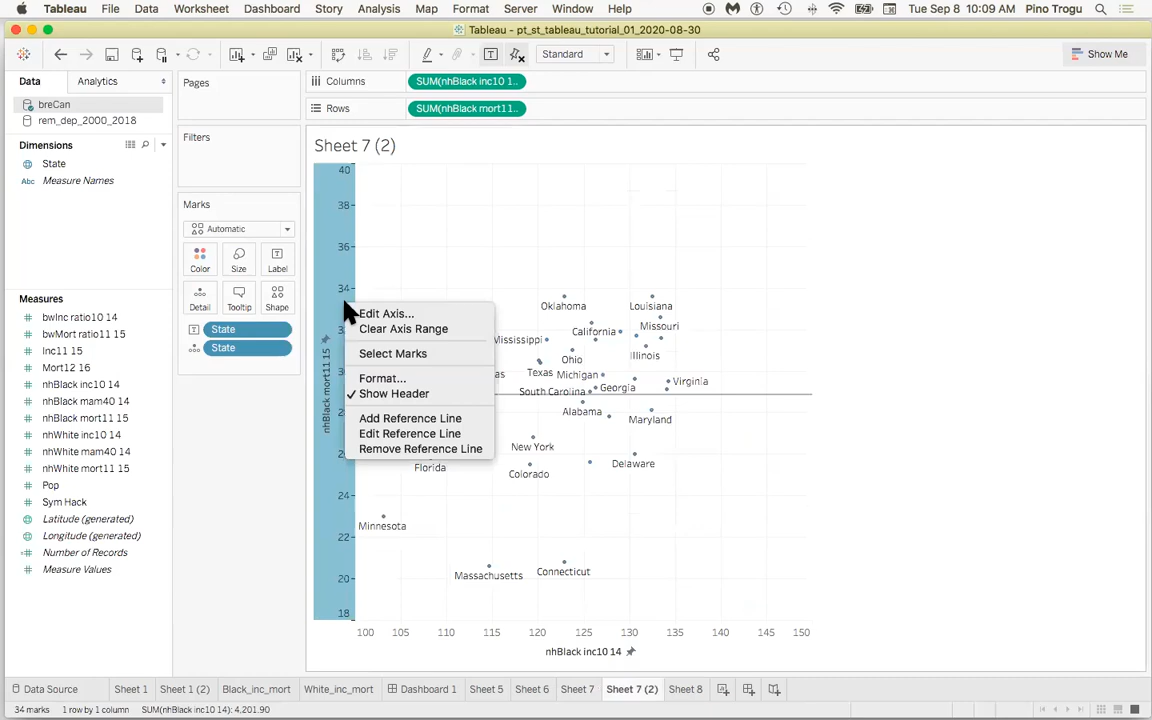 Tableau File Data Worksheet Dashboard Story Analysis Map Format Server Window Help Tue Sep 8 10:09 AM Pino Trogu
Tableau - pt_st_tableau_tutorial_01_2020-08-30
Standard Show Me
Data Analytics
breCan
rem_dep_2000_2018
Dimensions
State
Abc Measure Names
Measures
bwInc ratio10 14
bwMort ratio11 15
Inc11 15
Mort12 16
nhBlack inc10 14
nhBlack mam40 14
nhBlack mort11 15
nhWhite inc10 14
nhWhite mam40 14
nhWhite mort11 15
Pop
Sym Hack
Latitude (generated)
Longitude (generated)
Number of Records
Measure Values
Pages
Filters
Marks
Automatic
Color Size Label
Detail Tooltip Shape
State
State
Columns SUM(nhBlack inc10 1..
Rows SUM(nhBlack mort11..
Sheet 7 (2)
nhBlack mort11 15
40
38
36
34
24
22
20
18
Edit Axis...
Clear Axis Range
Select Marks
Format...
✓ Show Header
Add Reference Line
Edit Reference Line
Remove Reference Line
Oklahoma Louisiana
California Missouri
Mississippi
Ohio Illinois
Texas Michigan
South Carolina Georgia Virginia
Alabama
Maryland
New York
Florida Colorado Delaware
Minnesota
Massachusetts Connecticut
100 105 110 115 120 125 130 135 140 145 150
nhBlack inc10 14
Data Source Sheet 1 Sheet 1 (2) Black_inc_mort White_inc_mort Dashboard 1 Sheet 5 Sheet 6 Sheet 7 Sheet 7 (2) Sheet 8
34 marks 1 row by 1 column SUM(nhBlack inc10 14): 4,201.90